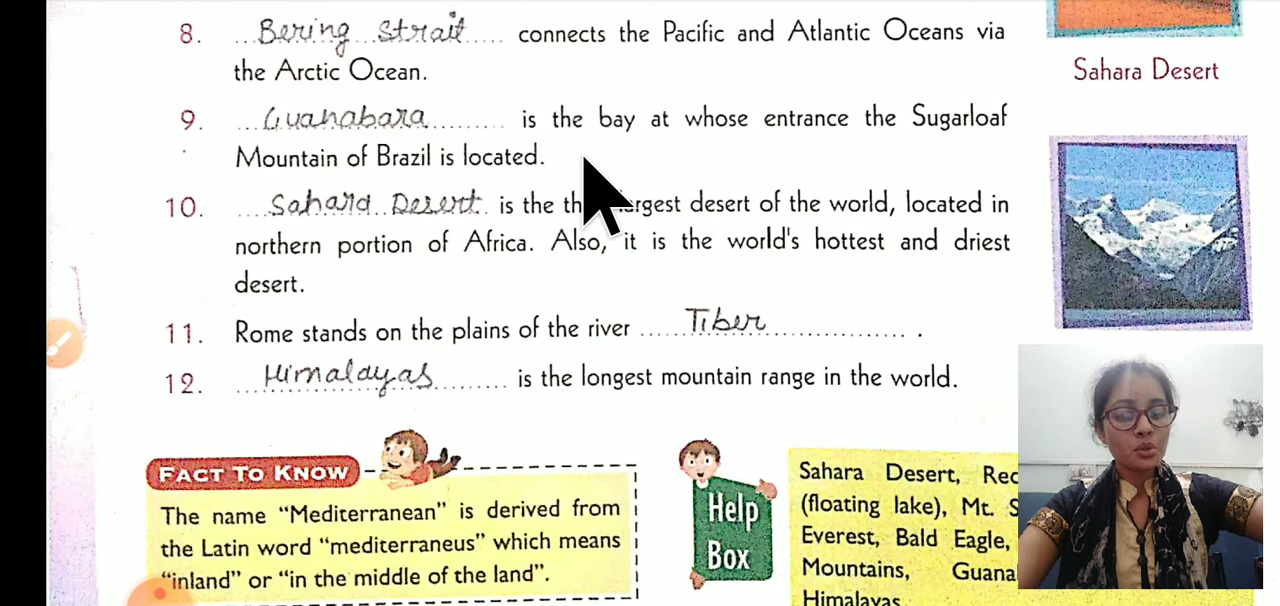 8. Bering Strait connects the Pacific and Atlantic Oceans via
the Arctic Ocean.
Sahara Desert
9. Guanabara is the bay at whose entrance the Sugarloaf
Mountain of Brazil is located.
10. Sahara Desert is the largest desert of the world, located in
northern portion of Africa. Also, it is the world's hottest and driest
desert.
11. Rome stands on the plains of the river Tiber.
12. Himalayas is the longest mountain range in the world.
FACT TO KNOW
The name "Mediterranean" is derived from
the Latin word "mediterraneus" which means
"inland" or "in the middle of the land".
Help
Box
Sahara Desert,
(floating lake), Mt.
Everest, Bald Eagle,
Mountains,
Himalayas